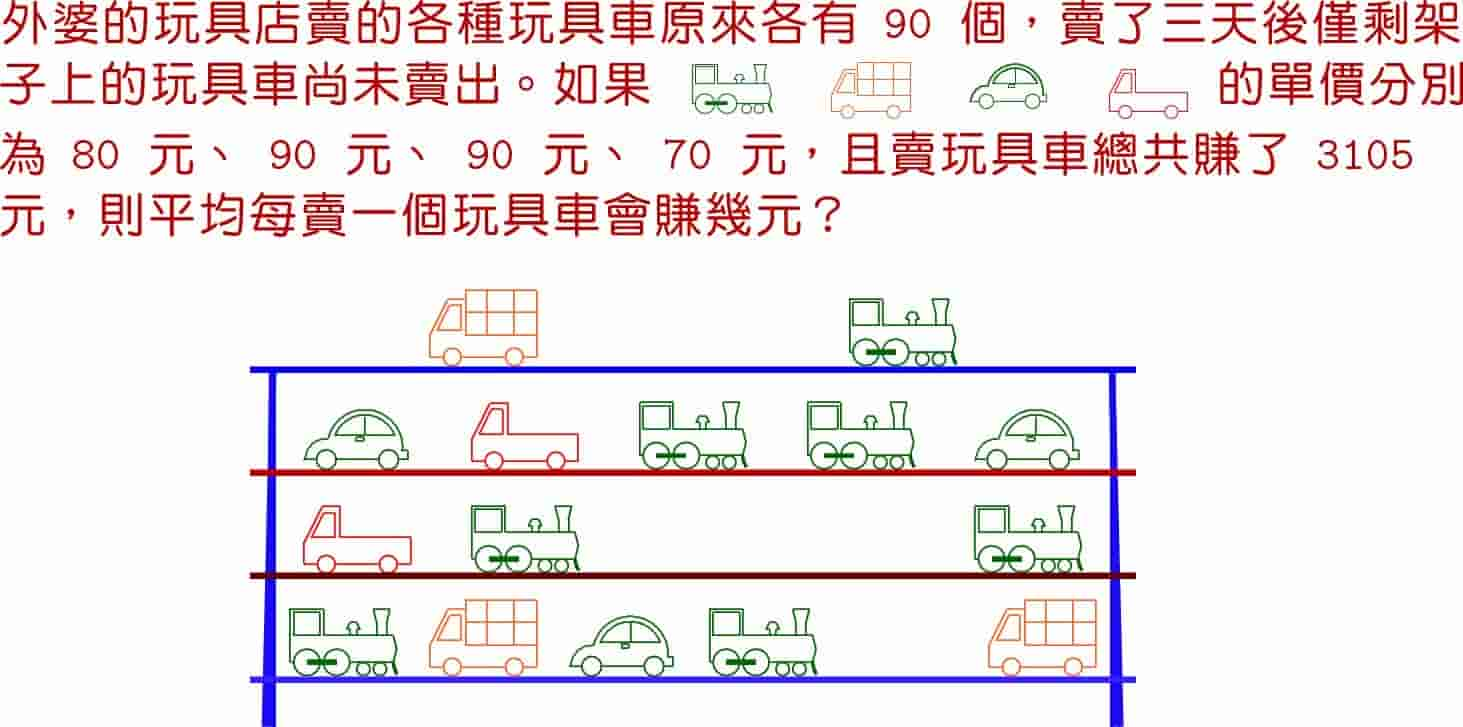 外婆的玩具店賣的各種玩具車原來各有 90 個，賣了三天後僅剩架
子上的玩具車尚未賣出。如果 的單價分別
為 80 元、 90 元、 90 元、 70 元，且賣玩具車總共賺了 3105
元，則平均每賣一個玩具車會賺幾元？